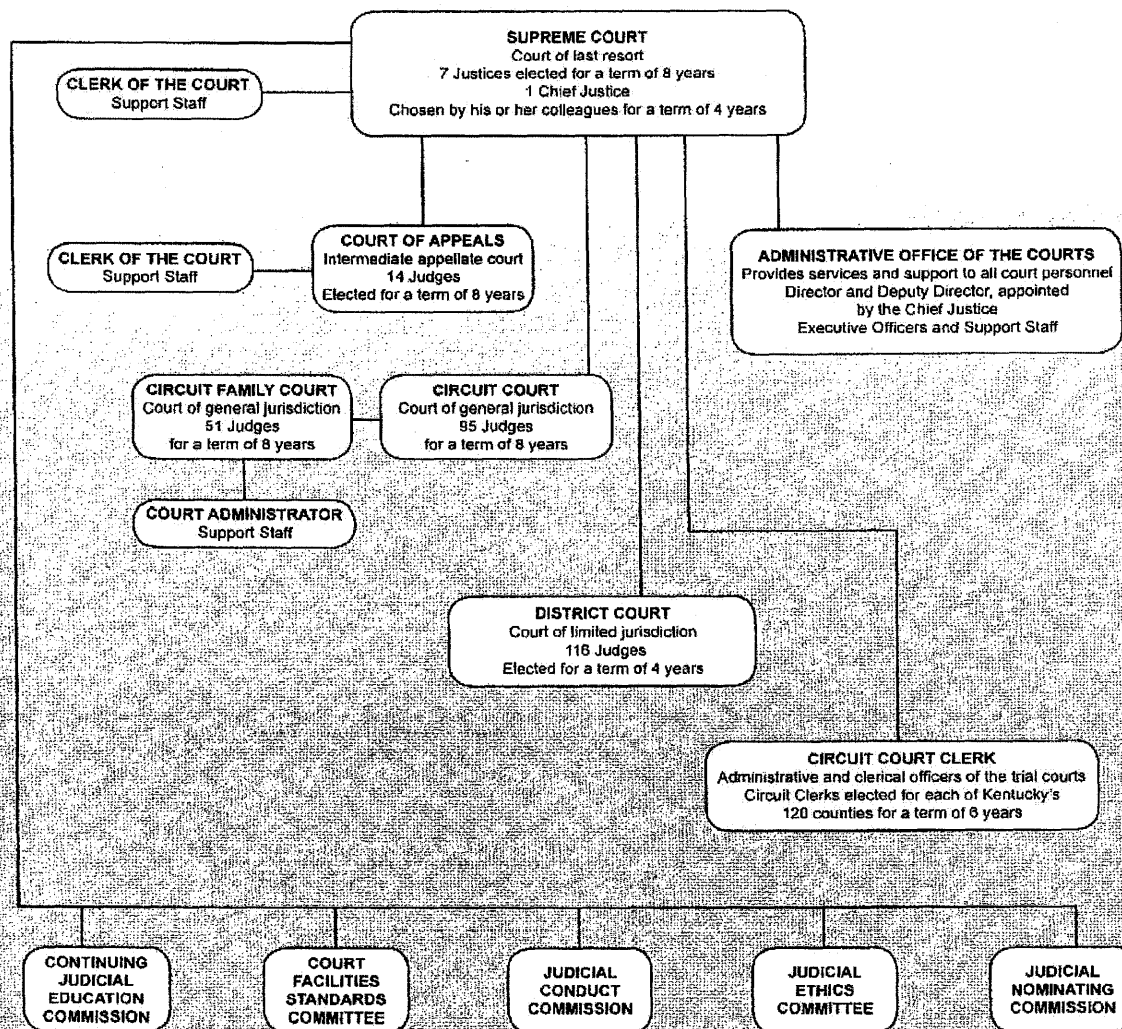 SUPREME COURT
Court of last resort
7 Justices elected for a term of 8 years
1 Chief Justice
Chosen by his or her colleagues for a term of 4 years
CLERK OF THE COURT
Support Staff
COURT OF APPEALS
Intermediate appellate court
14 Judges
Elected for a term of 8 years
CLERK OF THE COURT
Support Staff
ADMINISTRATIVE OFFICE OF THE COURTS
Provides services and support to all court personnel
Director and Deputy Director, appointed
by the Chief Justice
Executive Officers and Support Staff
CIRCUIT FAMILY COURT
Court of general jurisdiction
51 Judges
for a term of 8 years
CIRCUIT COURT
Court of general jurisdiction
95 Judges
for a term of 8 years
COURT ADMINISTRATOR
Support Staff
DISTRICT COURT
Court of limited jurisdiction
116 Judges
Elected for a term of 4 years
CIRCUIT COURT CLERK
Administrative and clerical officers of the trial courts
Circuit Clerks elected for each of Kentucky's
120 counties for a term of 6 years
CONTINUING
JUDICIAL
EDUCATION
COMMISSION
COURT
FACILITIES
STANDARDS
COMMITTEE
JUDICIAL
CONDUCT
COMMISSION
JUDICIAL
ETHICS
COMMITTEE
JUDICIAL
NOMINATING
COMMISSION